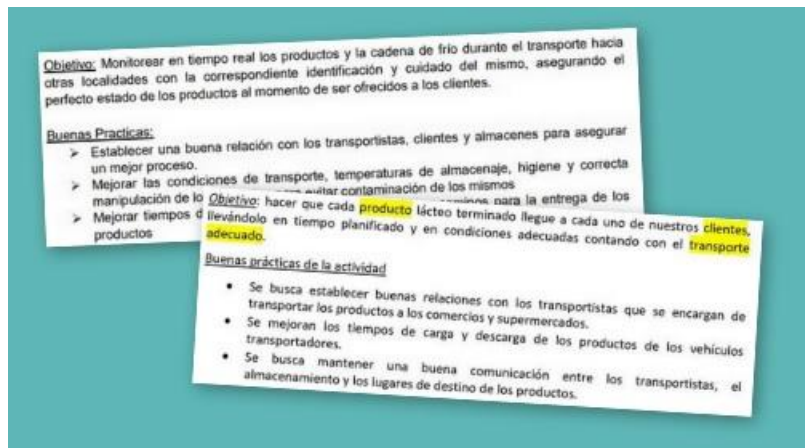 Objetivo: Monitorear en tiempo real los productos y la cadena de frio durante el transporte hacia
otras localidades con la correspondiente identificación y cuidado del mismo, asegurando el
perfecto estado de los productos al momento de ser ofrecidos a los clientes.
Buenas Practicas:
➢ Establecer una buena relación con los transportistas, clientes y almacenes para asegurar
un mejor proceso.
➢ Mejorar las condiciones de transporte, temperaturas de almacenaje, higiene y correcta
manipulación de lo evitar contaminación de los mismos
➢ Mejorar tiempos d para la entrega de los
productos
Objetivo: hacer que cada producto lácteo terminado llegue a cada uno de nuestros clientes,
llevándolo en tiempo planificado y en condiciones adecuadas contando con el transporte
adecuado.
Buenas prácticas de la actividad
• Se busca establecer buenas relaciones con los transportistas que se encargan de
transportar los productos a los comercios y supermercados.
• Se mejoran los tiempos de carga y descarga de los productos de los vehículos
transportadores.
• Se busca mantener una buena comunicación entre los transportistas, el
almacenamiento y los lugares de destino de los productos.